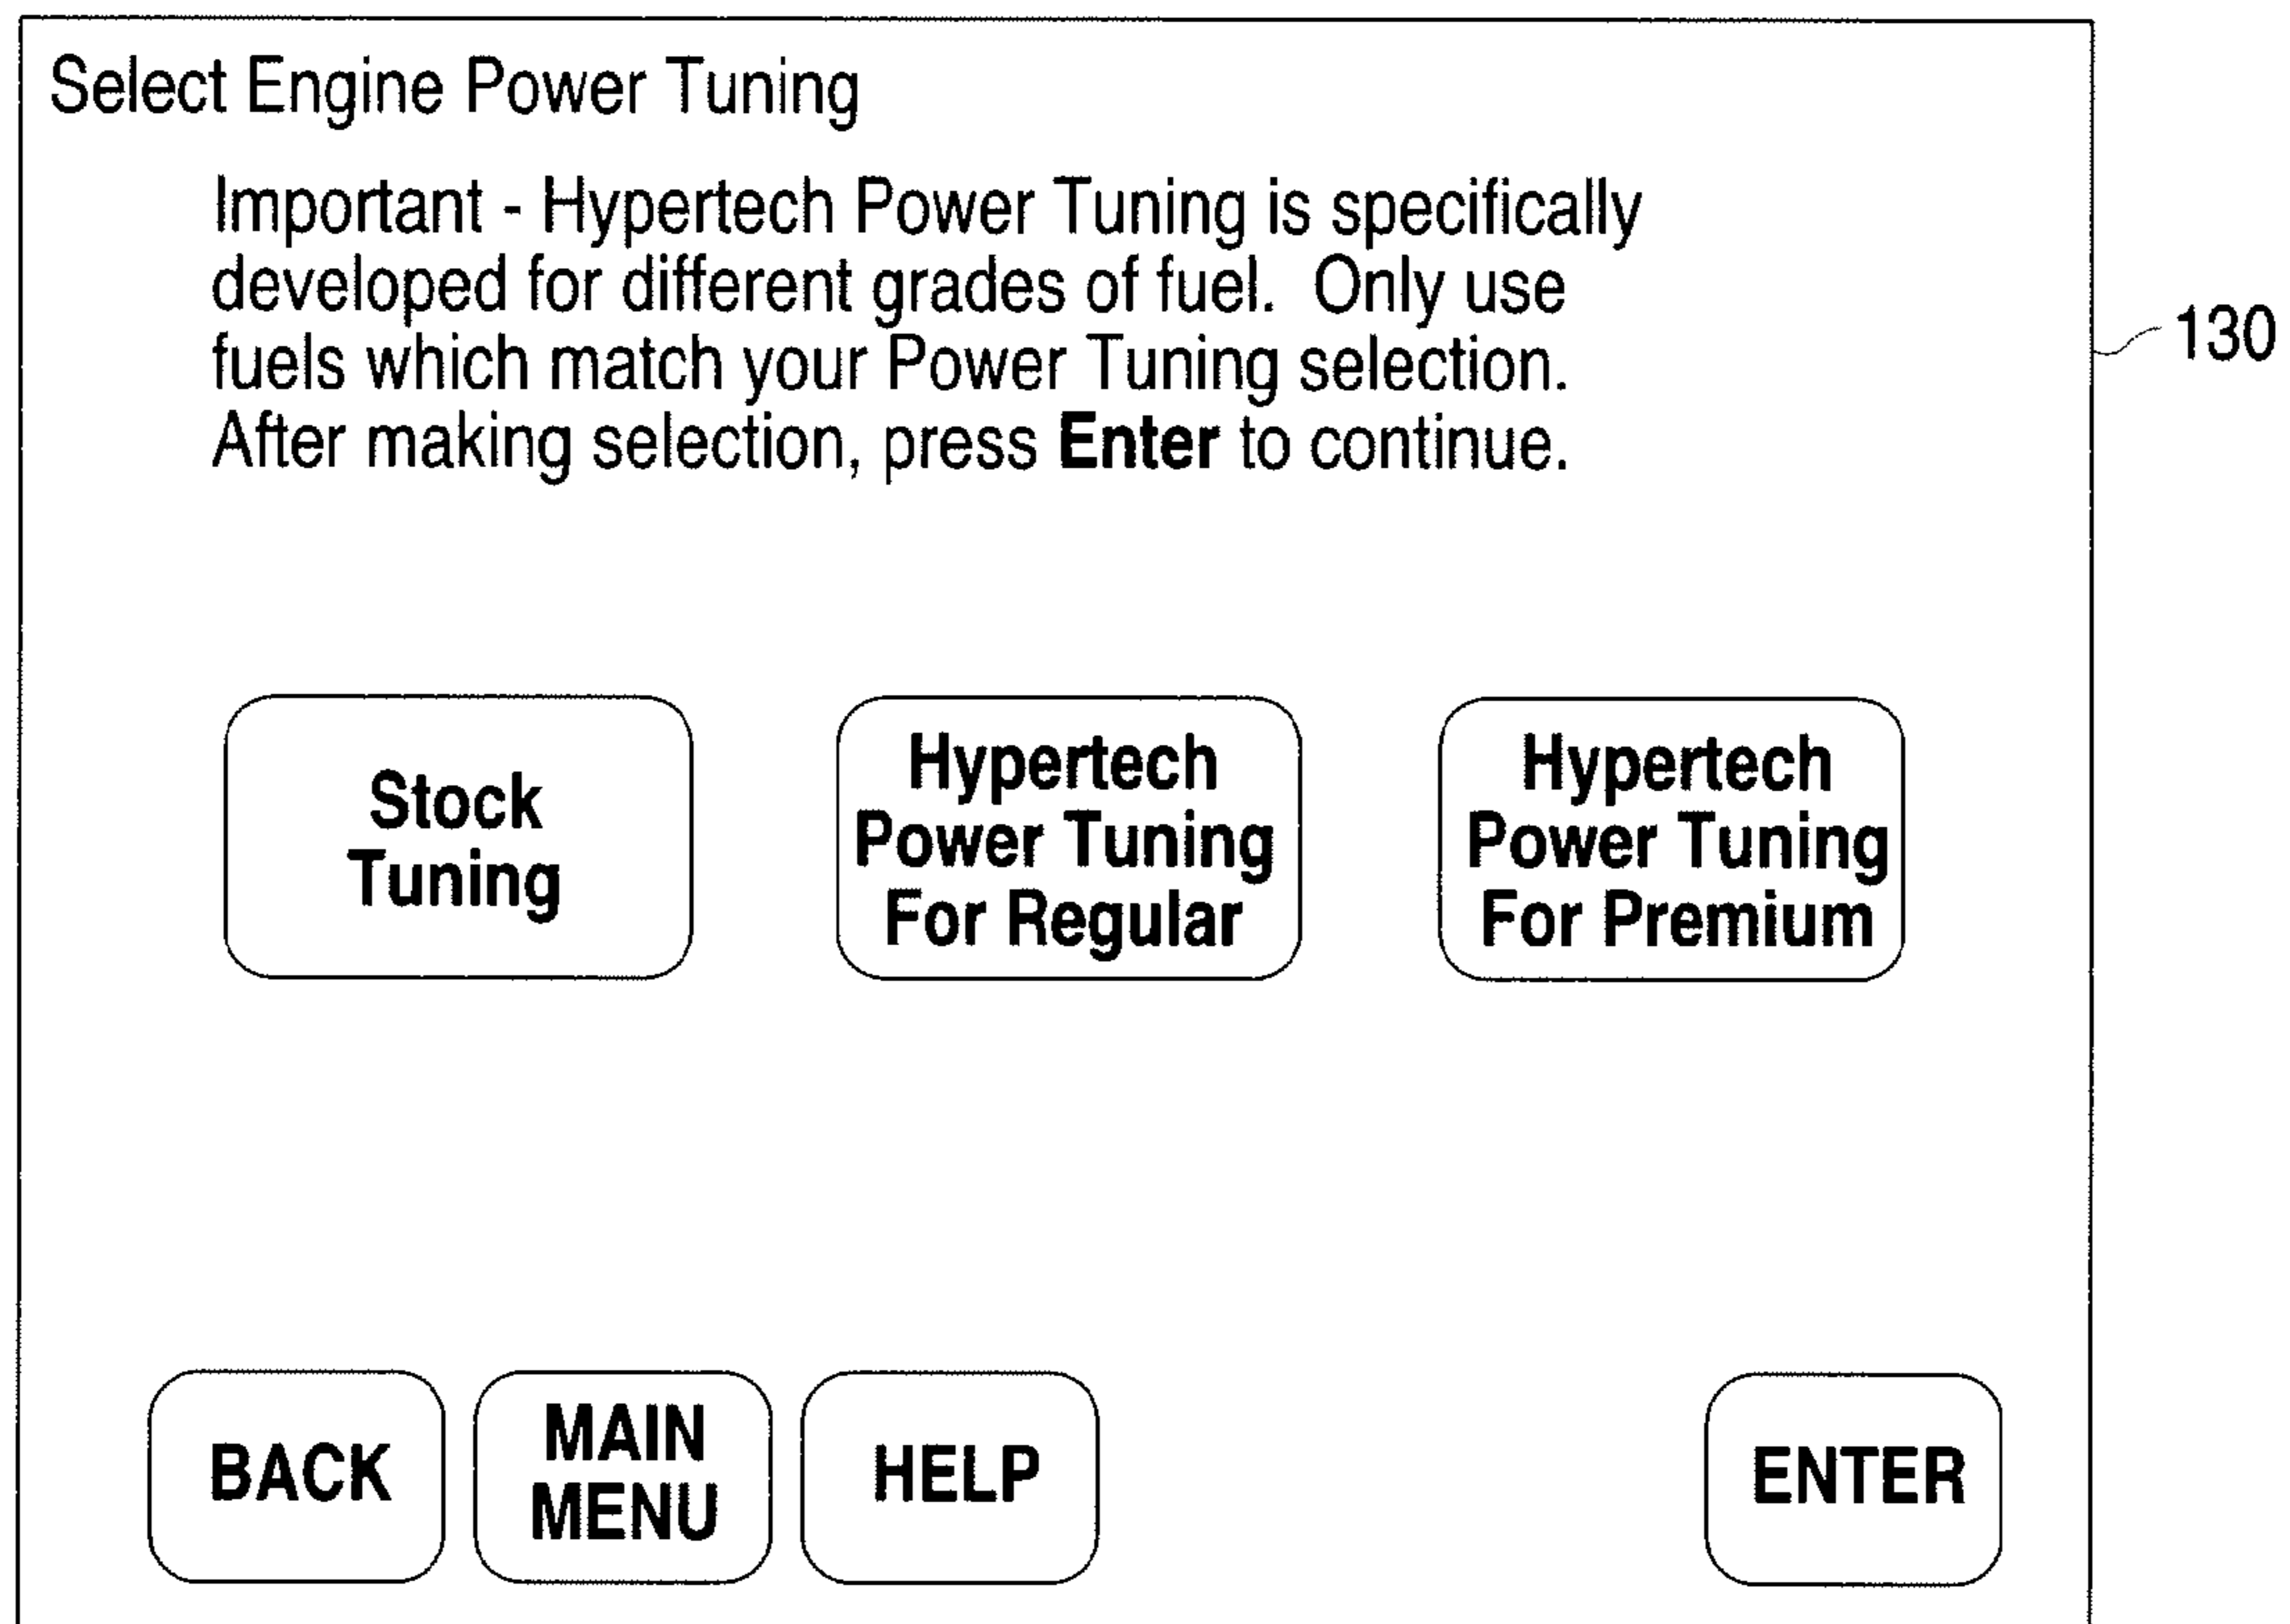 Select Engine Power Tuning
Important - Hypertech Power Tuning is specifically
developed for different grades of fuel. Only use
fuels which match your Power Tuning selection.
After making selection, press Enter to continue.
130
Stock
Tuning
Hypertech
Power Tuning
For Regular
Hypertech
Power Tuning
For Premium
BACK
MAIN
MENU
HELP
ENTER